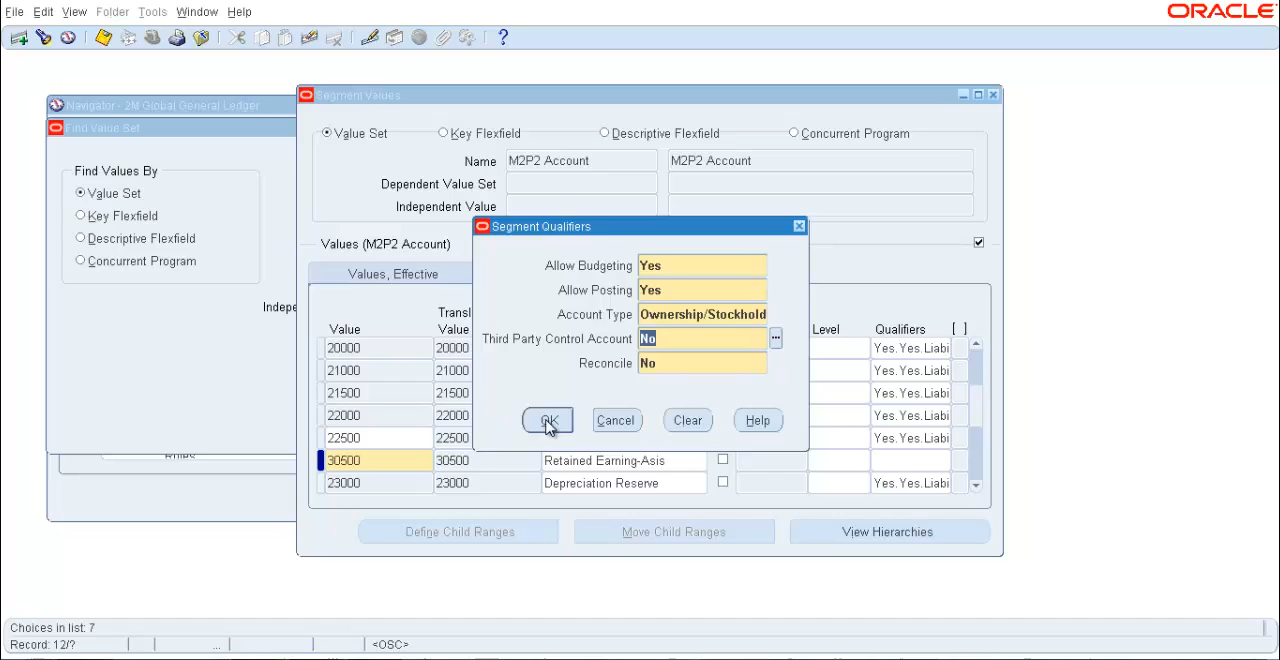 File Edit View Folder Tools Window Help
ORACLE
Navigator - 2M Global General Ledger
Find Value Set
Find Values By
Value Set
Key Flexfield
Descriptive Flexfield
Concurrent Program
Indepe
Segment Values
Value Set Key Flexfield Descriptive Flexfield Concurrent Program
Name M2P2 Account M2P2 Account
Dependent Value Set
Independent Value
Values (M2P2 Account)
Values, Effective
Segment Qualifiers
Allow Budgeting Yes
Allow Posting Yes
Account Type Ownership/Stockhold
Third Party Control Account No ...
Reconcile No
OK Cancel Clear Help
Transl
Value Value Level Qualifiers [ ]
20000 20000 Yes.Yes.Liabi
21000 21000 Yes.Yes.Liabi
21500 21500 Yes.Yes.Liabi
22000 22000 Yes.Yes.Liabi
22500 22500 Yes.Yes.Liabi
30500 30500 Retained Earning-Asis
23000 23000 Depreciation Reserve Yes.Yes.Liabi
Define Child Ranges Move Child Ranges View Hierarchies
Choices in list: 7
Record: 12/? ... <OSC>